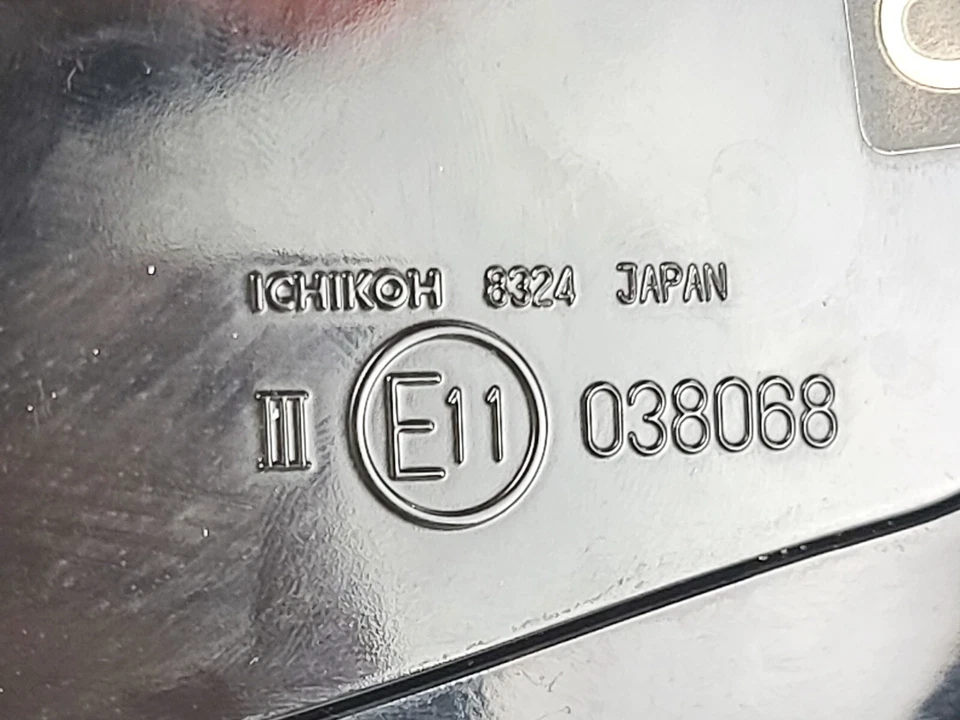 ICHIKOH 8324 JAPAN
III E11 038068